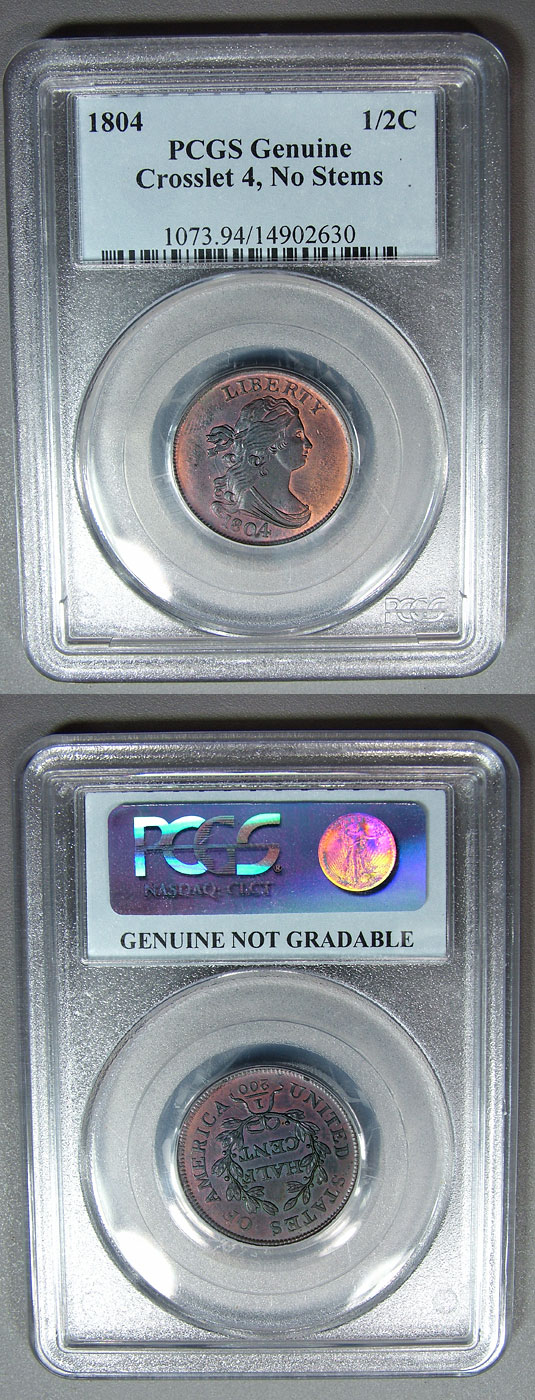 1804 1/2C
PCGS Genuine
Crosslet 4, No Stems
1073.94/14902630
LIBERTY
1804
PCGS
PCGS
NASDAQ: CLCT
GENUINE NOT GRADABLE
UNITED STATES OF AMERICA
HALF
CENT
1
200